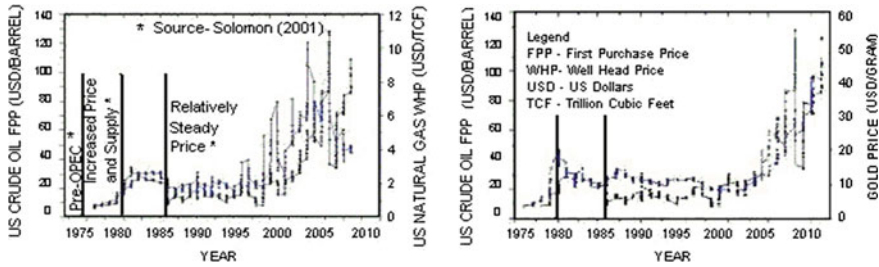 * Source- Solomon (2001)
US CRUDE OIL FPP (USD/BARREL)
140
120
100
80
60
40
20
0
Pre-OPEC *
Increased Price
and Supply *
Relatively
Steady
Price *
12
10
8
6
4
2
0
US NATURAL GAS WHP (USD/TCF)
1975 1980 1985 1990 1995 2000 2005 2010
YEAR
US CRUDE OIL FPP (USD/BARREL)
140
120
100
80
60
40
20
0
Legend
FPP - First Purchase Price
WHP- Well Head Price
USD - US Dollars
TCF - Trillion Cubic Feet
60
50
40
30
20
10
0
GOLD PRICE (USD/GRAM)
1975 1980 1985 1990 1995 2000 2005 2010
YEAR